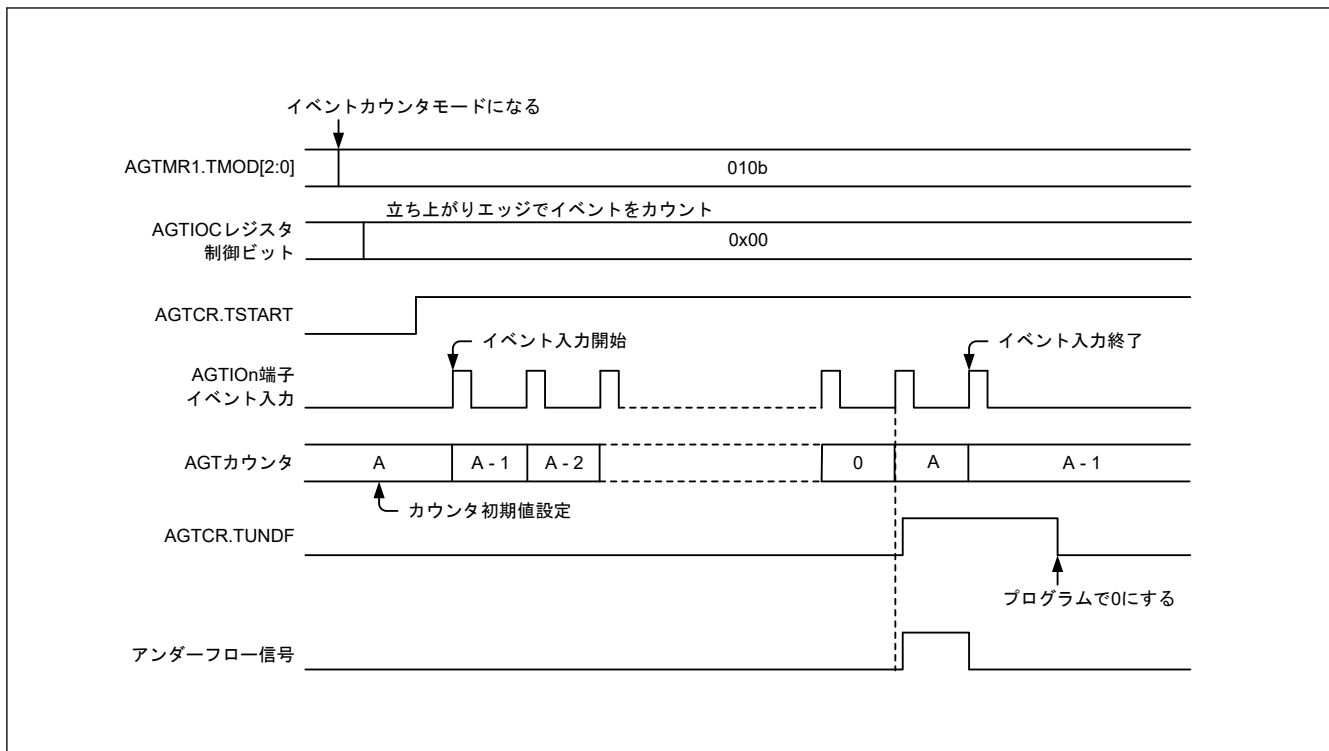 イベントカウンタモードになる
AGTMR1.TMOD[2:0]
010b
立ち上がりエッジでイベントをカウント
AGTIOCレジスタ
制御ビット
0x00
AGTCR.TSTART
イベント入力開始
イベント入力終了
AGTIOn端子
イベント入力
AGTカウンタ
A
A - 1
A - 2
0
A
A - 1
カウンタ初期値設定
AGTCR.TUNDF
プログラムで0にする
アンダーフロー信号